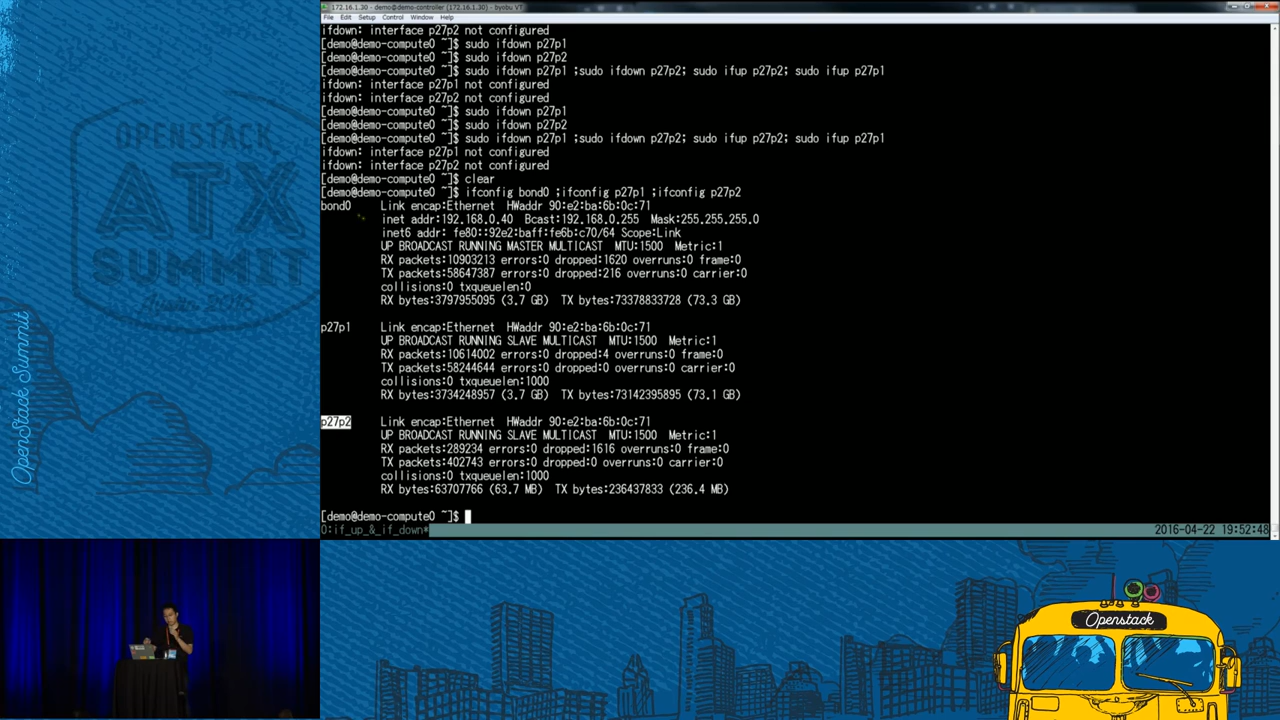 172.16.1.30 - demo@demo-controller (172.16.1.30) - byobu VT
File Edit Setup Control Window Help
ifdown: interface p27p2 not configured
[demo@demo-compute0 ~]$ sudo ifdown p27p1
[demo@demo-compute0 ~]$ sudo ifdown p27p2
[demo@demo-compute0 ~]$ sudo ifdown p27p1 ;sudo ifdown p27p2; sudo ifup p27p2; sudo ifup p27p1
ifdown: interface p27p1 not configured
ifdown: interface p27p2 not configured
[demo@demo-compute0 ~]$ sudo ifdown p27p1
[demo@demo-compute0 ~]$ sudo ifdown p27p2
[demo@demo-compute0 ~]$ sudo ifdown p27p1 ;sudo ifdown p27p2; sudo ifup p27p2; sudo ifup p27p1
ifdown: interface p27p1 not configured
ifdown: interface p27p2 not configured
[demo@demo-compute0 ~]$ clear
[demo@demo-compute0 ~]$ ifconfig bond0 ;ifconfig p27p1 ;ifconfig p27p2
bond0 Link encap:Ethernet HWaddr 90:e2:ba:6b:0c:71
inet addr:192.168.0.40 Bcast:192.168.0.255 Mask:255.255.255.0
inet6 addr: fe80::92e2:baff:fe6b:c70/64 Scope:Link
UP BROADCAST RUNNING MASTER MULTICAST MTU:1500 Metric:1
RX packets:10903213 errors:0 dropped:1620 overruns:0 frame:0
TX packets:58647387 errors:0 dropped:216 overruns:0 carrier:0
collisions:0 txqueuelen:0
RX bytes:3797955095 (3.7 GB) TX bytes:73378833728 (73.3 GB)
p27p1 Link encap:Ethernet HWaddr 90:e2:ba:6b:0c:71
UP BROADCAST RUNNING SLAVE MULTICAST MTU:1500 Metric:1
RX packets:10614002 errors:0 dropped:4 overruns:0 frame:0
TX packets:58244644 errors:0 dropped:0 overruns:0 carrier:0
collisions:0 txqueuelen:1000
RX bytes:3734248957 (3.7 GB) TX bytes:73142395895 (73.1 GB)
p27p2 Link encap:Ethernet HWaddr 90:e2:ba:6b:0c:71
UP BROADCAST RUNNING SLAVE MULTICAST MTU:1500 Metric:1
RX packets:289234 errors:0 dropped:1616 overruns:0 frame:0
TX packets:402743 errors:0 dropped:0 overruns:0 carrier:0
collisions:0 txqueuelen:1000
RX bytes:63707766 (63.7 MB) TX bytes:236437833 (236.4 MB)
[demo@demo-compute0 ~]$
0:if_up_&_if_down* 2016-04-22 19:52:48
OPENSTACK
ATX
SUMMIT
Austin 2016
OpenStack Summit
Openstack